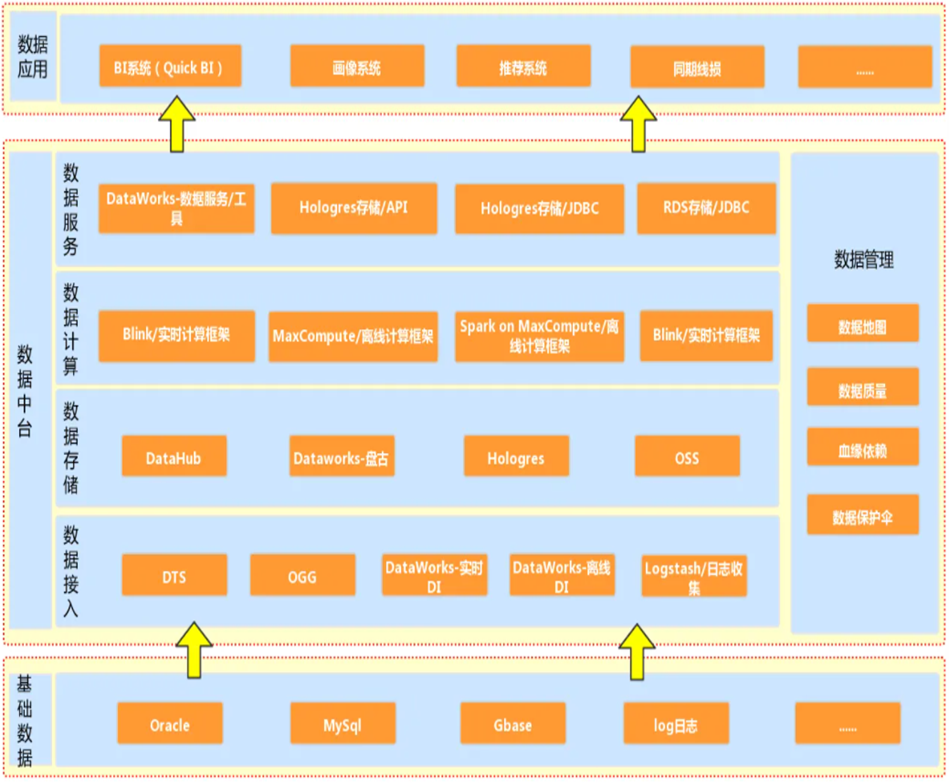 数据
应用
BI系统（Quick BI）
画像系统
推荐系统
同期线损
......
数据中台
数据服务
DataWorks-数据服务/工
具
Hologres存储/API
Hologres存储/JDBC
RDS存储/JDBC
数据计算
Blink/实时计算框架
MaxCompute/离线计算框架
Spark on MaxCompute/离
线计算框架
Blink/实时计算框架
数据存储
DataHub
Dataworks-盘古
Hologres
OSS
数据接入
DTS
OGG
DataWorks-实时
DI
DataWorks-离线
DI
Logstash/日志收
集
数据管理
数据地图
数据质量
血缘依赖
数据保护伞
基础数据
Oracle
MySql
Gbase
log日志
......